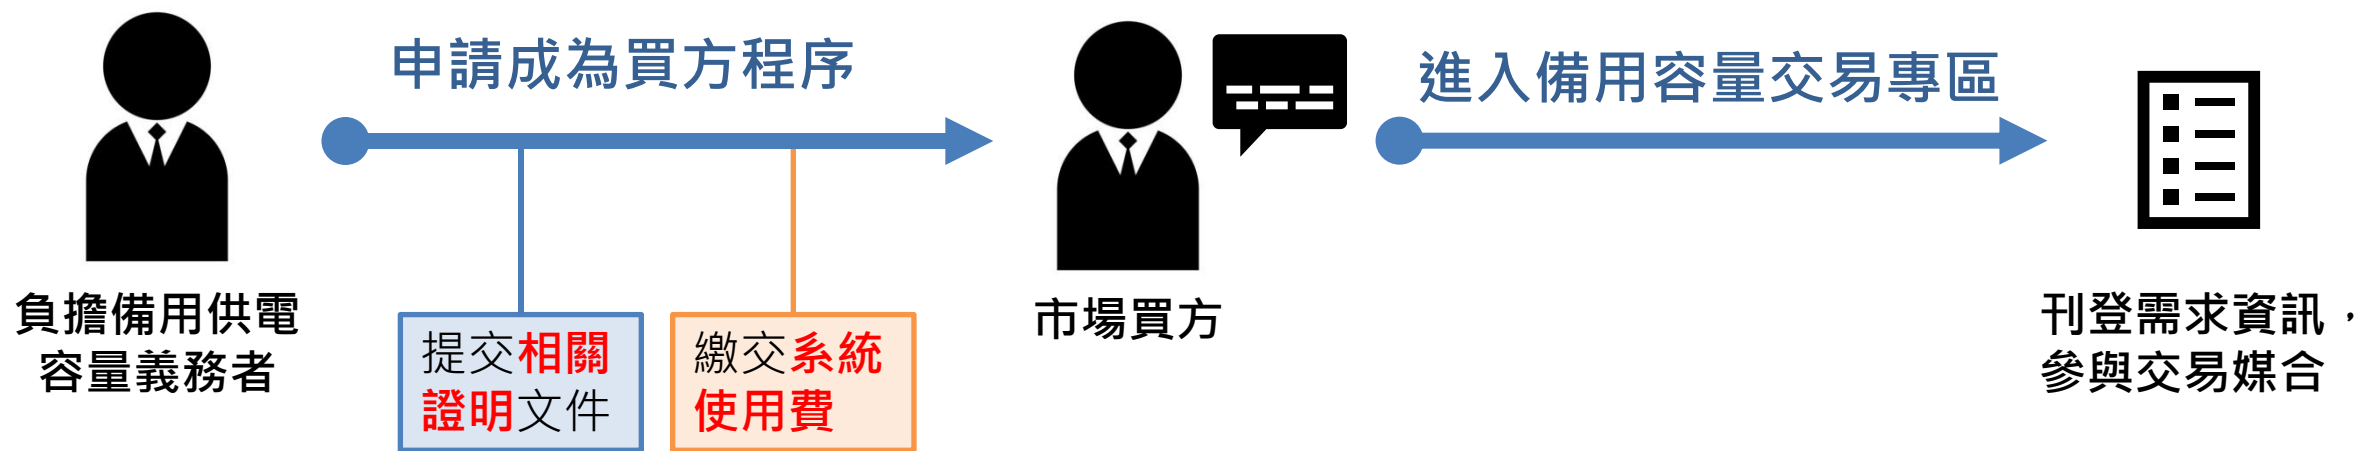 申請成為買方程序
進入備用容量交易專區
負擔備用供電
容量義務者
提交相關
證明文件
繳交系統
使用費
市場買方
刊登需求資訊，
參與交易媒合